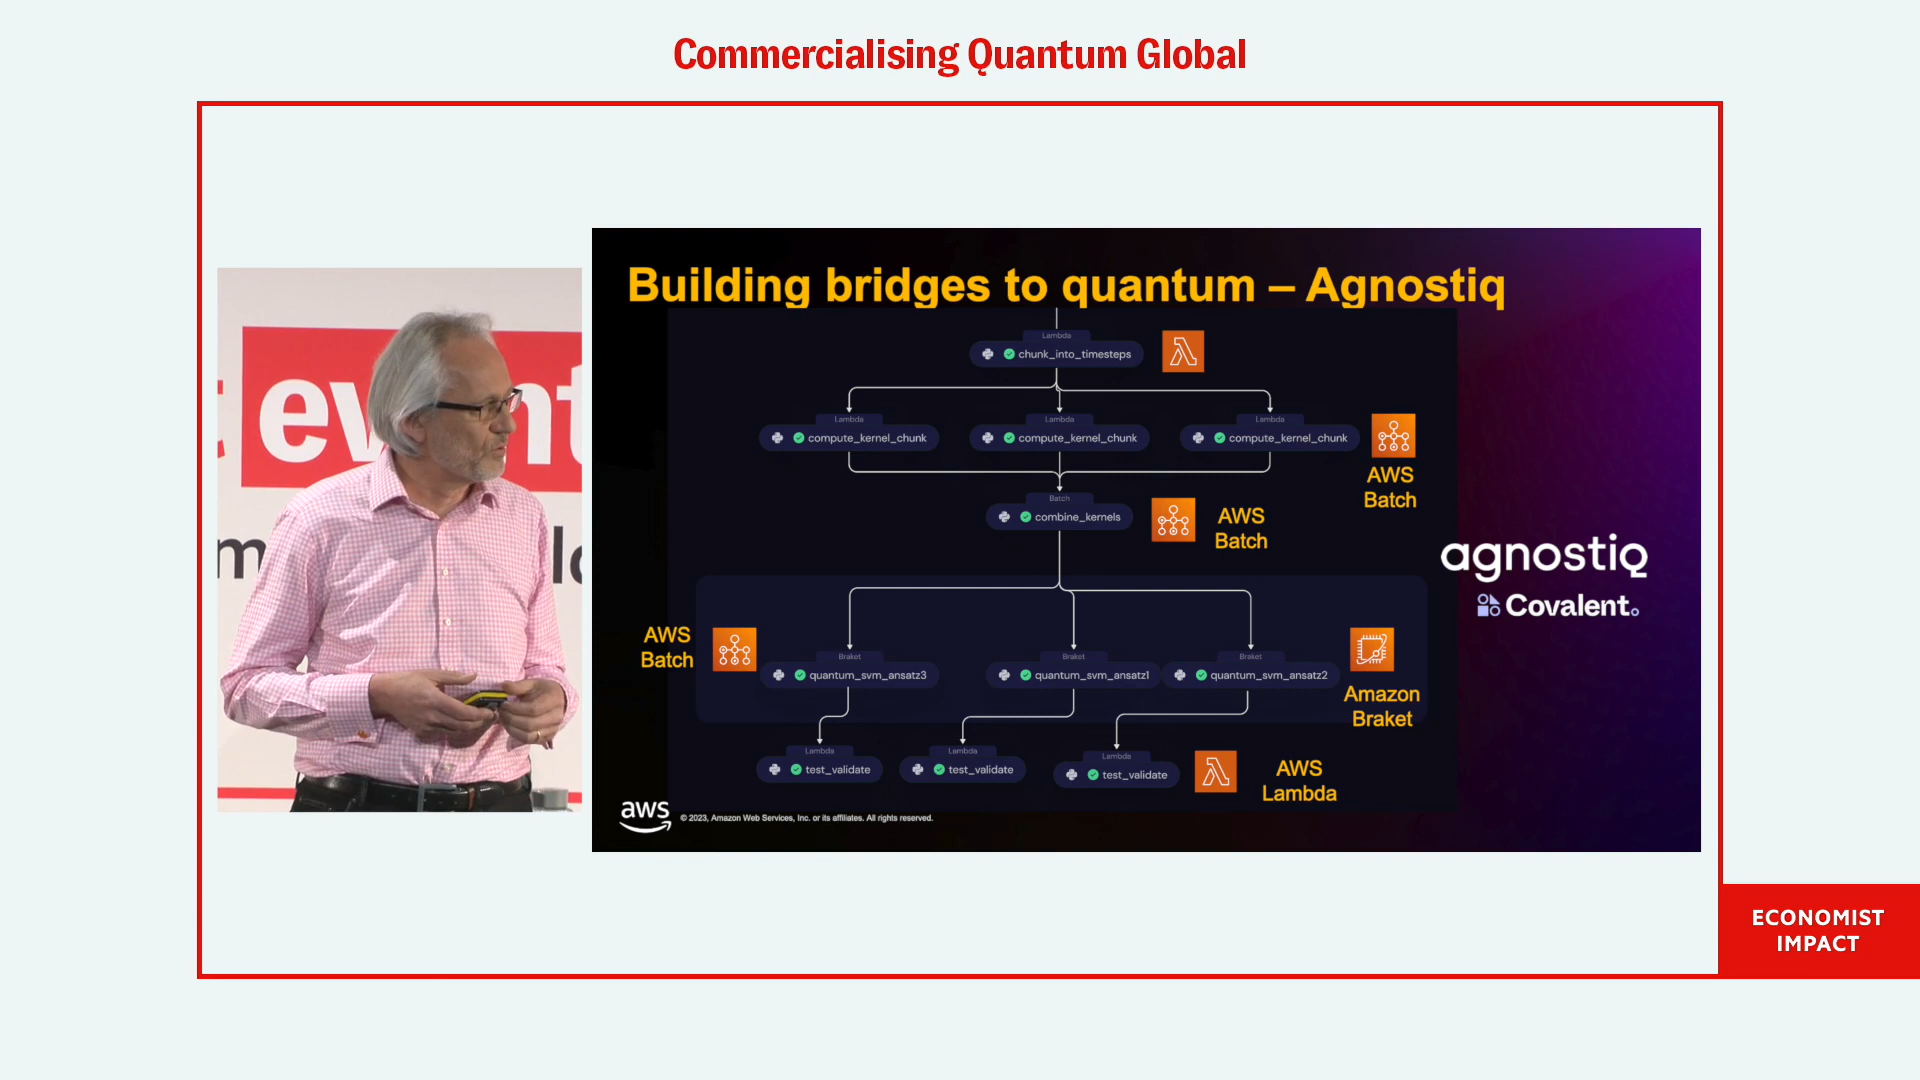 Commercialising Quantum Global
event
Building bridges to quantum – Agnostiq
Lambda
chunk_into_timesteps
Lambda
compute_kernel_chunk
Lambda
compute_kernel_chunk
Lambda
compute_kernel_chunk
AWS
Batch
Batch
combine_kernels
AWS
Batch
agnostiq
Covalent
AWS
Batch
Braket
quantum_svm_ansatz3
Braket
quantum_svm_ansatz1
Braket
quantum_svm_ansatz2
Amazon
Braket
Lambda
test_validate
Lambda
test_validate
Lambda
test_validate
AWS
Lambda
aws
© 2023, Amazon Web Services, Inc. or its affiliates. All rights reserved.
ECONOMIST
IMPACT